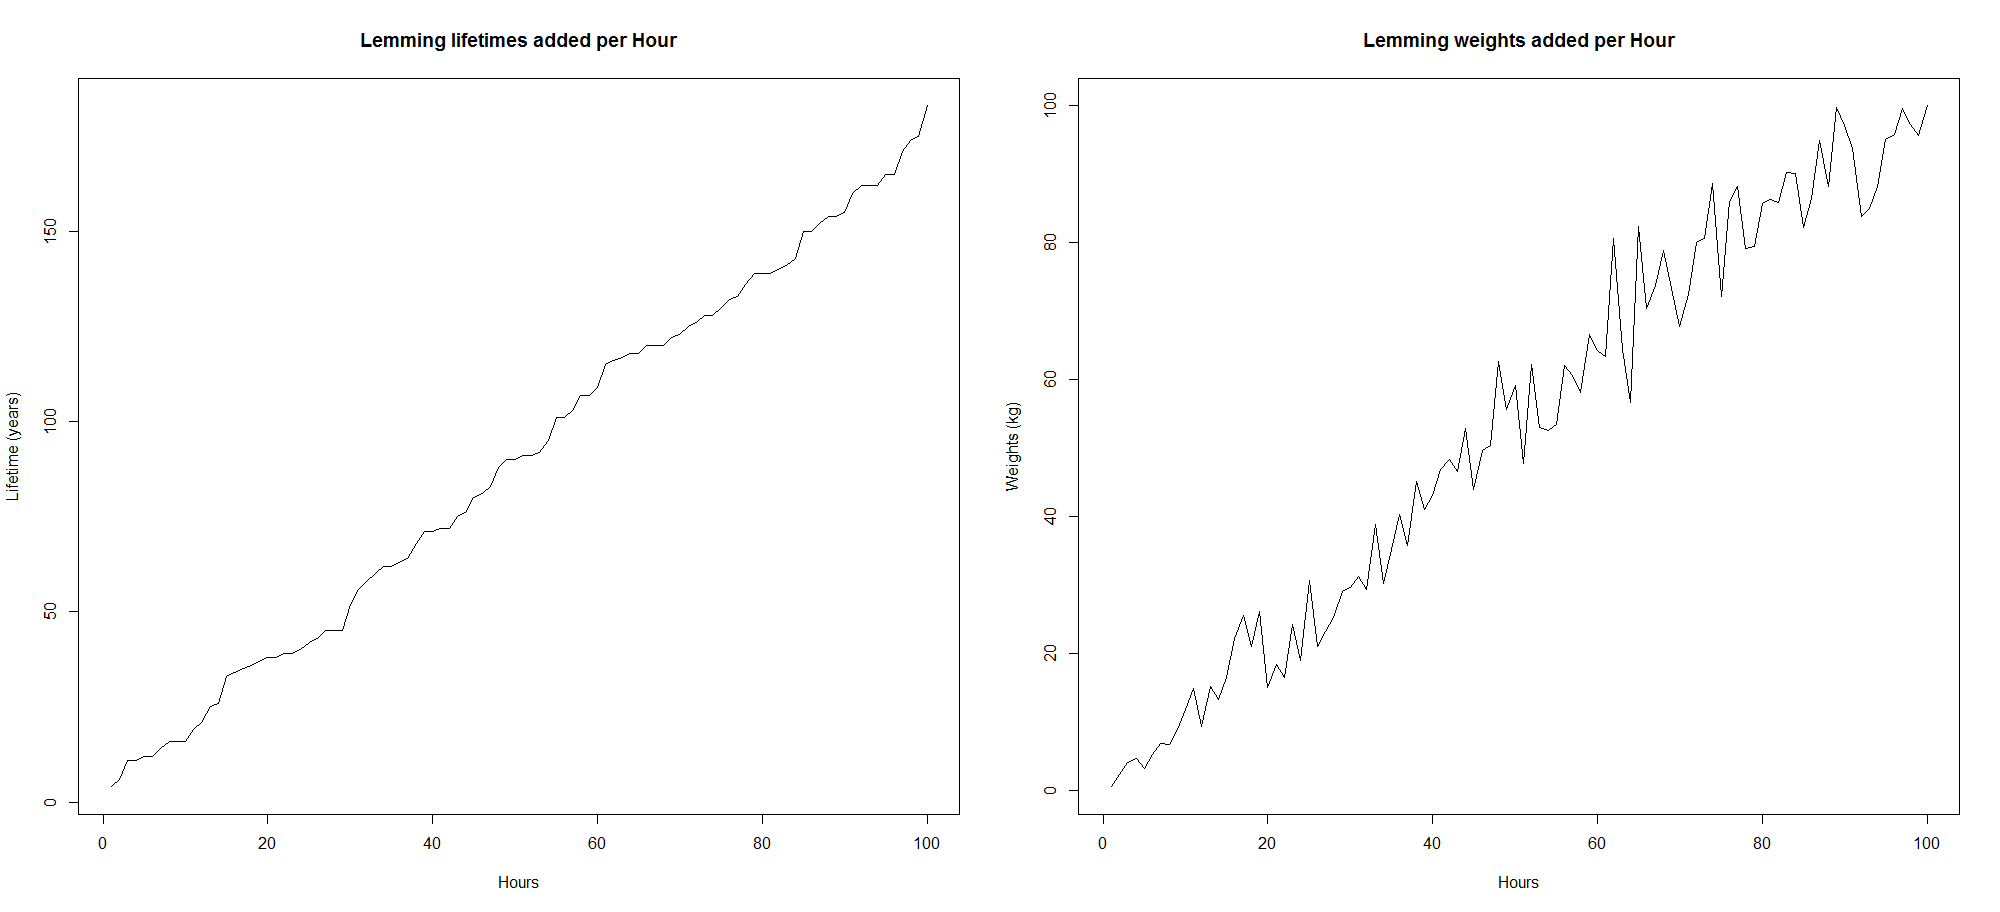 Lemming lifetimes added per Hour
Lifetime (years)
150
100
50
0
0 20 40 60 80 100
Hours
Lemming weights added per Hour
Weights (kg)
100
80
60
40
20
0
0 20 40 60 80 100
Hours